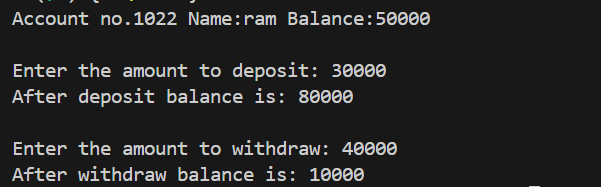 Account no.1022 Name:ram Balance:50000
Enter the amount to deposit: 30000
After deposit balance is: 80000
Enter the amount to withdraw: 40000
After withdraw balance is: 10000